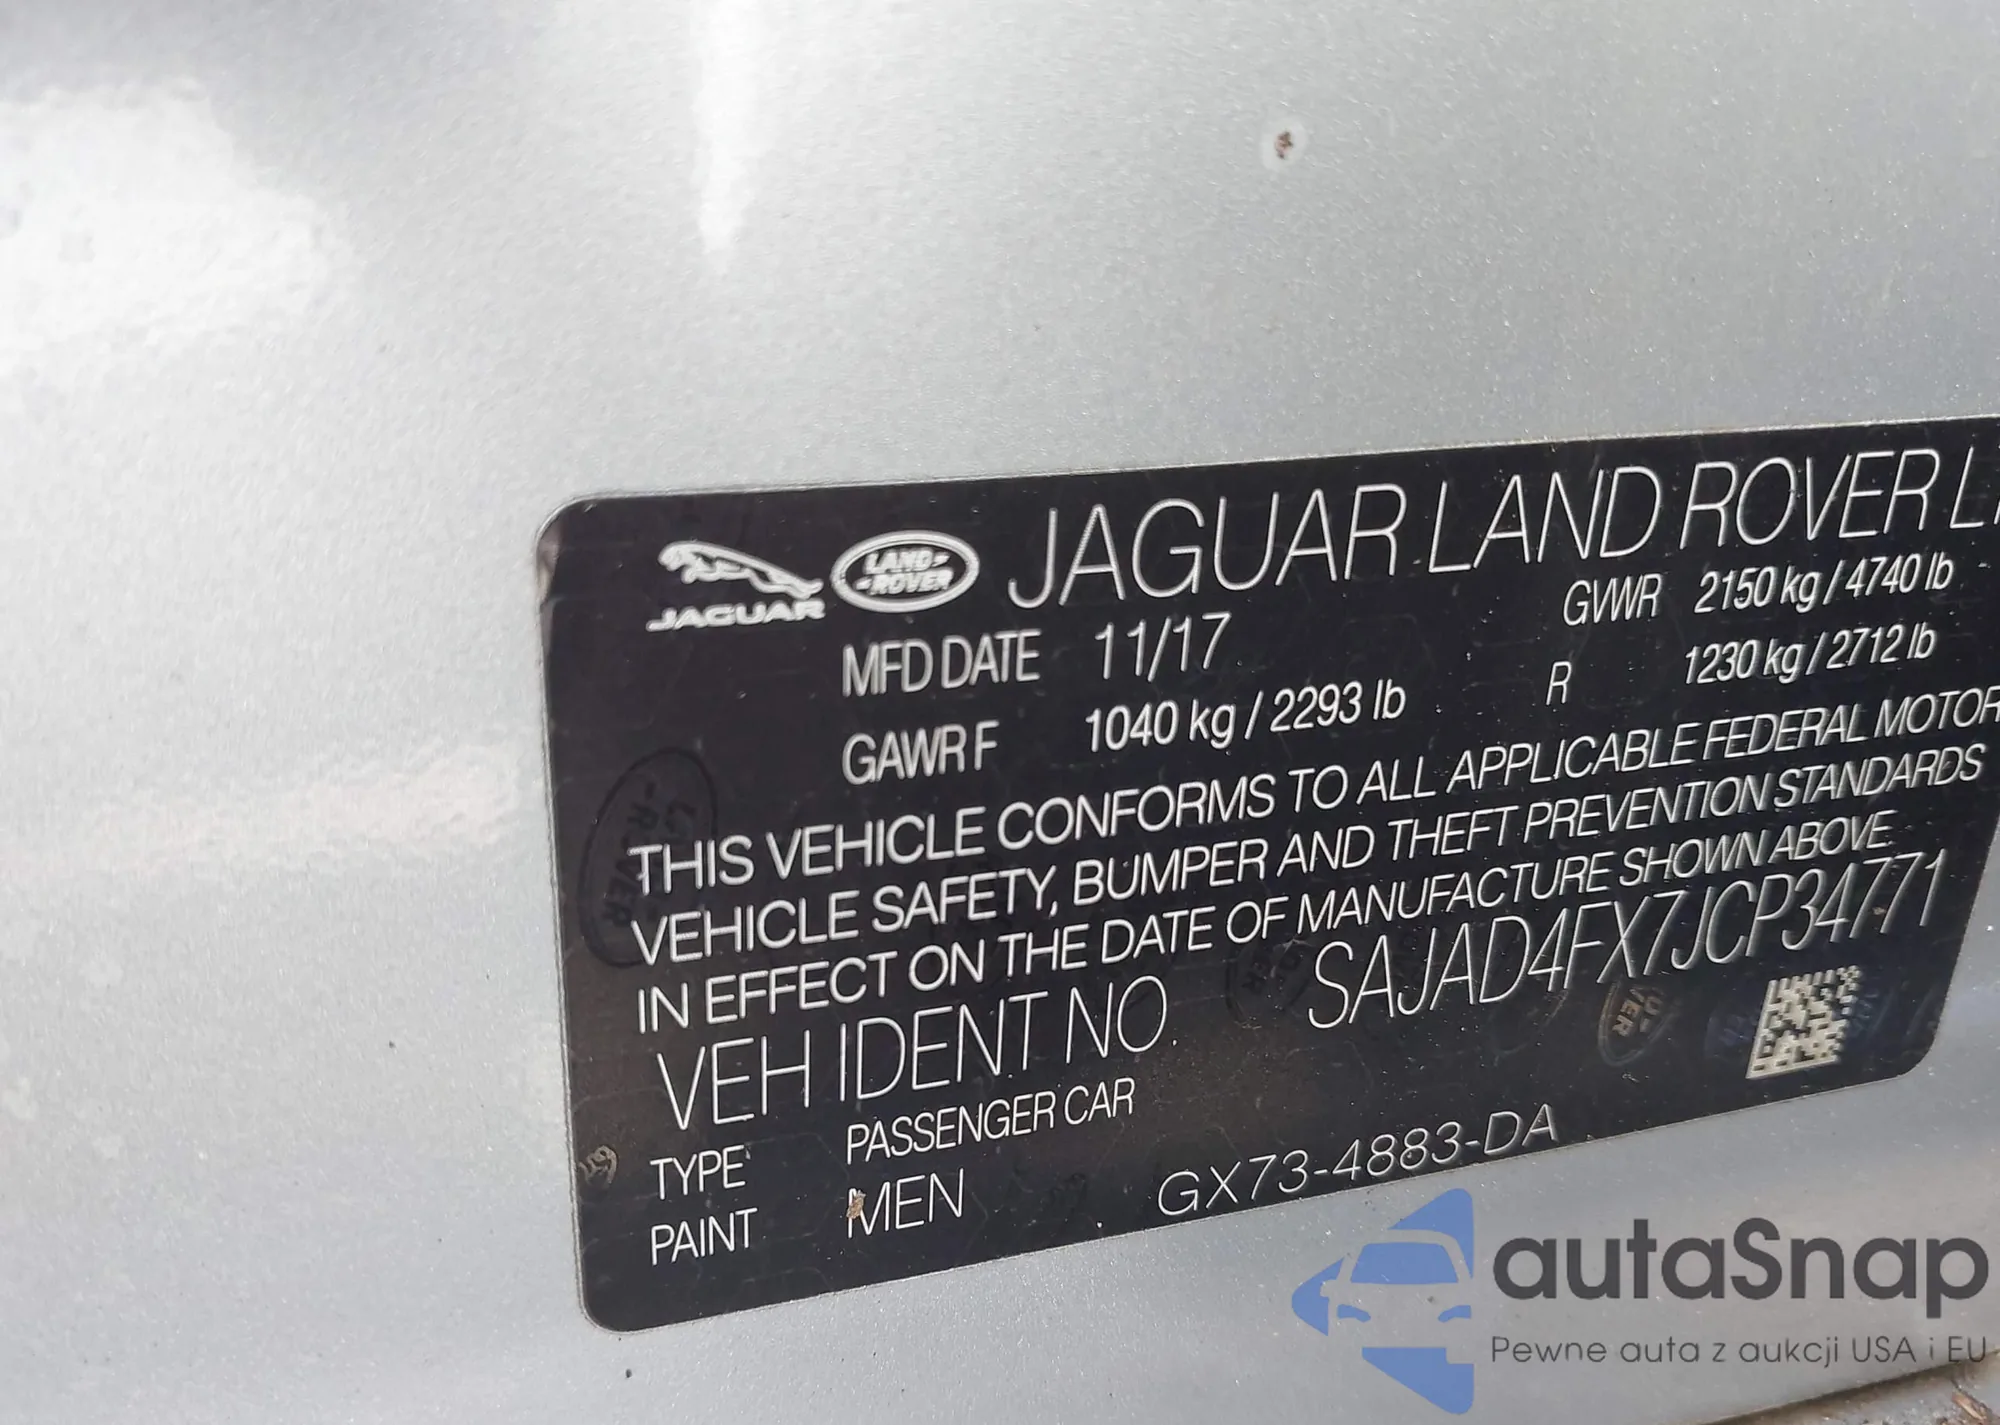 JAGUAR LAND ROVER JAGUAR LAND ROVER
MFD DATE 11/17 GVWR 2150 kg / 4740 lb
GAWR F 1040 kg / 2293 lb R 1230 kg / 2712 lb
THIS VEHICLE CONFORMS TO ALL APPLICABLE FEDERAL MOTOR
VEHICLE SAFETY, BUMPER AND THEFT PREVENTION STANDARDS
IN EFFECT ON THE DATE OF MANUFACTURE SHOWN ABOVE
VEH IDENT NO. SAJAD4FX7JCP34771
TYPE PASSENGER CAR
PAINT MEN GX73-4883-DA
autaSnap
Pewne auta z aukcji USA i EU